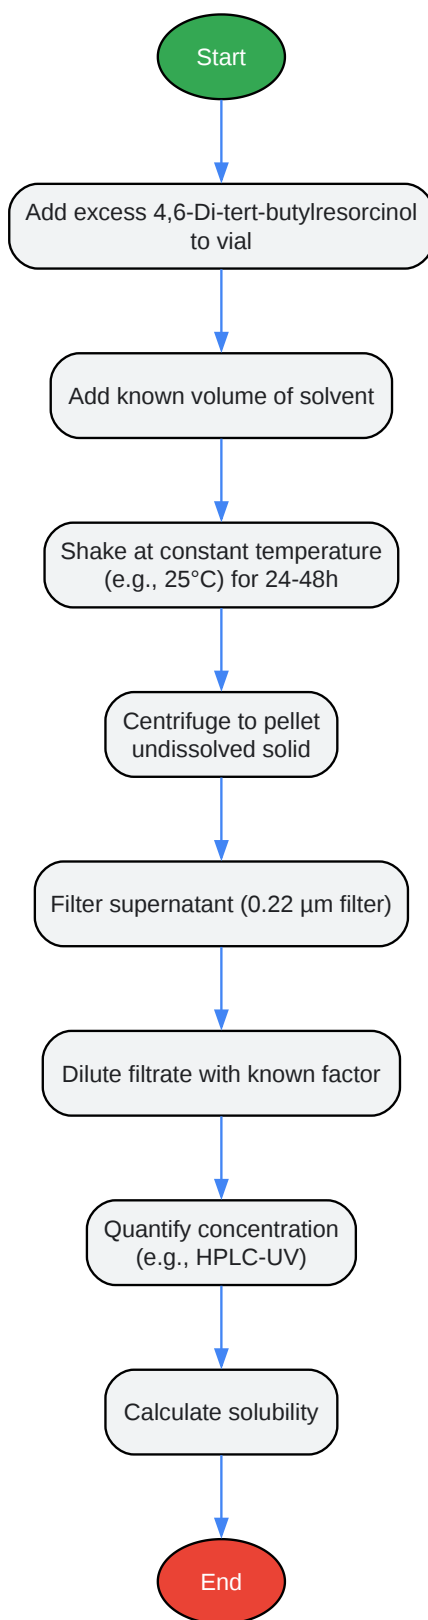 Start
Add excess 4,6-Di-tert-butylresorcinol
to vial
Add known volume of solvent
Shake at constant temperature
(e.g., 25°C) for 24-48h
Centrifuge to pellet
undissolved solid
Filter supernatant (0.22 µm filter)
Dilute filtrate with known factor
Quantify concentration
(e.g., HPLC-UV)
Calculate solubility
End